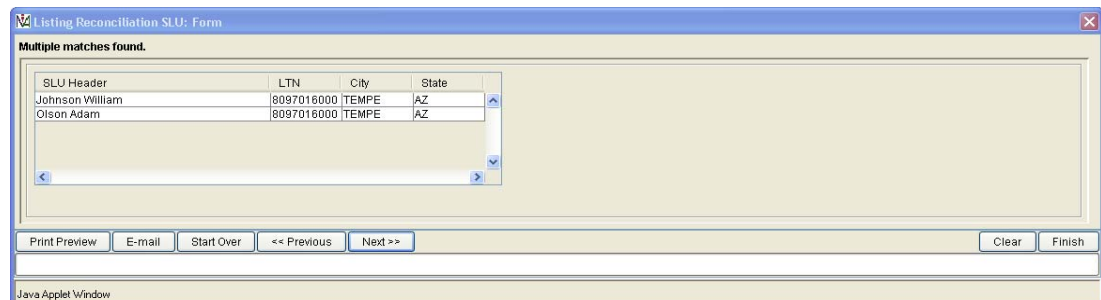 Listing Reconciliation SLU: Form
Multiple matches found.
SLU Header LTN City State
Johnson William 8097016000 TEMPE AZ
Olson Adam 8097016000 TEMPE AZ
Print Preview E-mail Start Over << Previous Next >> Clear Finish
Java Applet Window